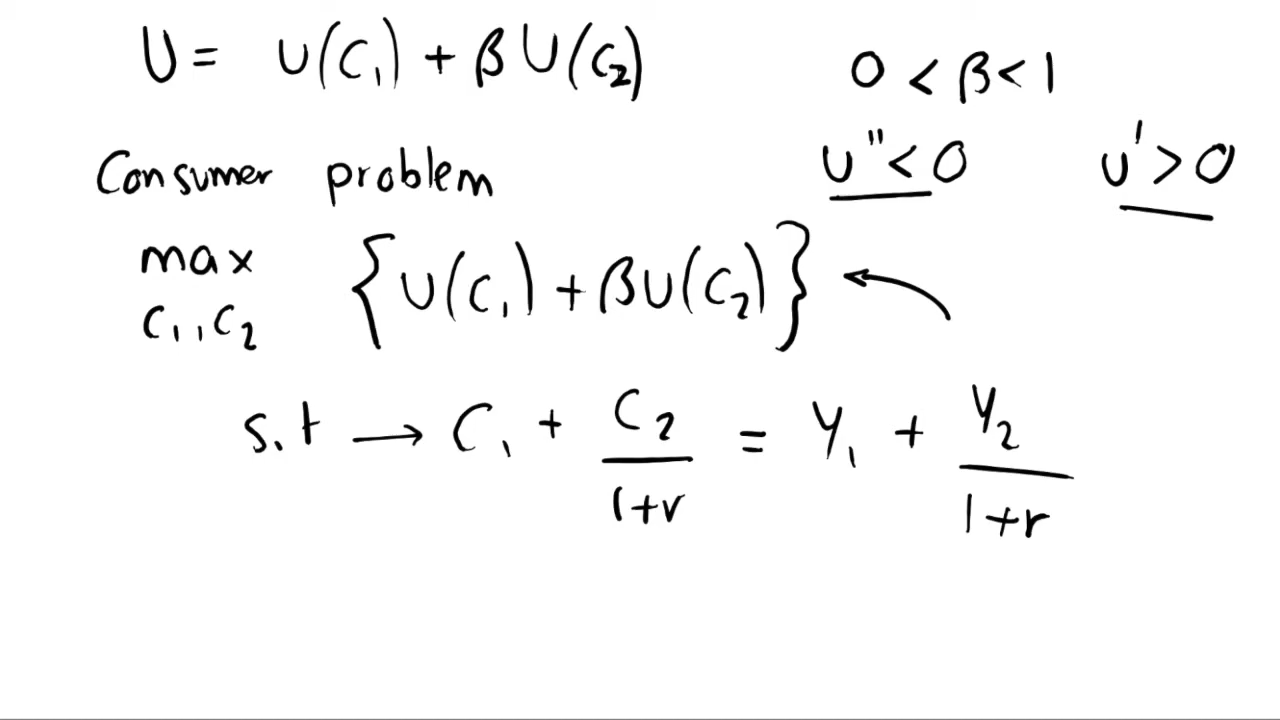 U = U(C₁) + βU(C₂) 0 < β < 1
Consumer problem U'' < 0 U' > 0
max {U(C₁) + βU(C₂)}
C₁, C₂
s.t → C₁ + C₂/1+r = Y₁ + Y₂/1+r